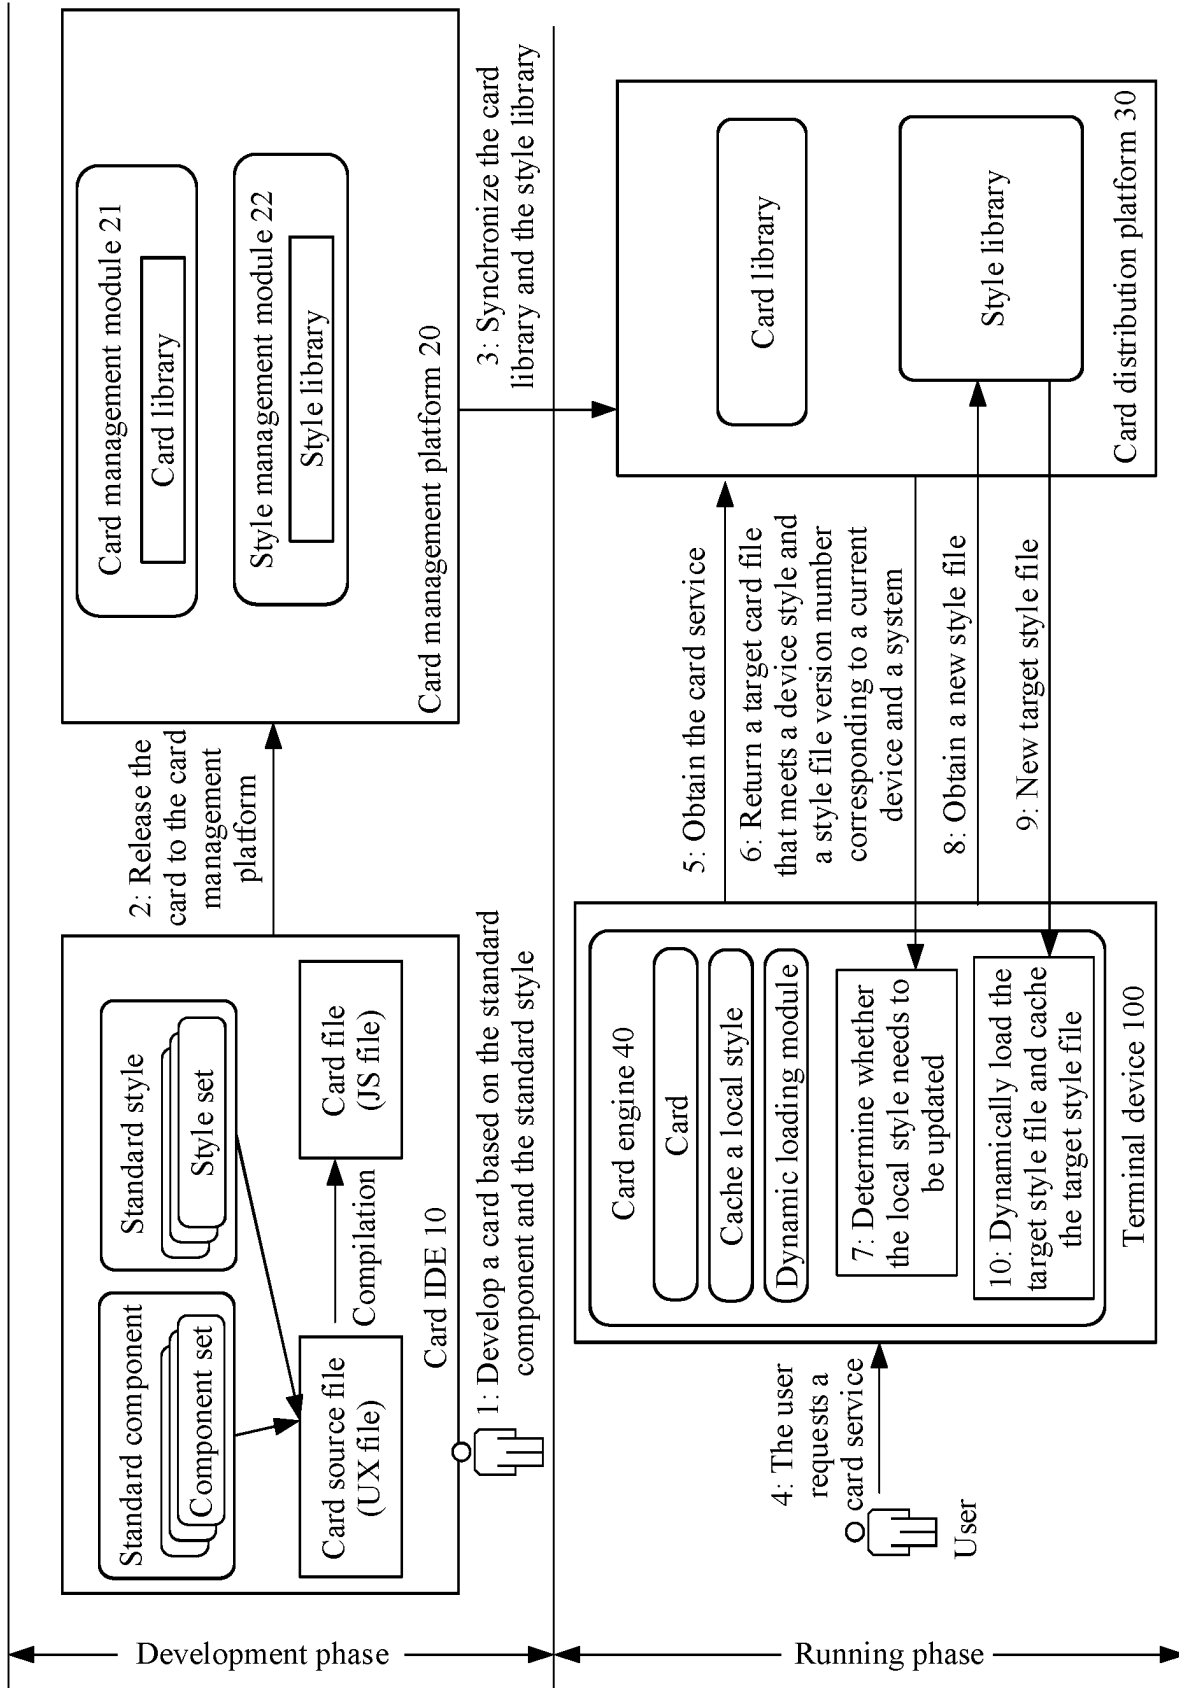 Development phase
Standard component
Component set
Standard style
Style set
Card source file
(UX file)
Compilation
Card file
(JS file)
Card IDE 10
1: Develop a card based on the standard
component and the standard style
2: Release the
card to the card
management
platform
Card management module 21
Card library
Style management module 22
Style library
Card management platform 20
3: Synchronize the card
library and the style library
Running phase
4: The user
requests a
card service
User
Card engine 40
Card
Cache a local style
Dynamic loading module
7: Determine whether
the local style needs to
be updated
10: Dynamically load the
target style file and cache
the target style file
Terminal device 100
5: Obtain the card service
6: Return a target card file
that meets a device style and
a style file version number
corresponding to a current
device and a system
8: Obtain a new style file
9: New target style file
Card library
Style library
Card distribution platform 30